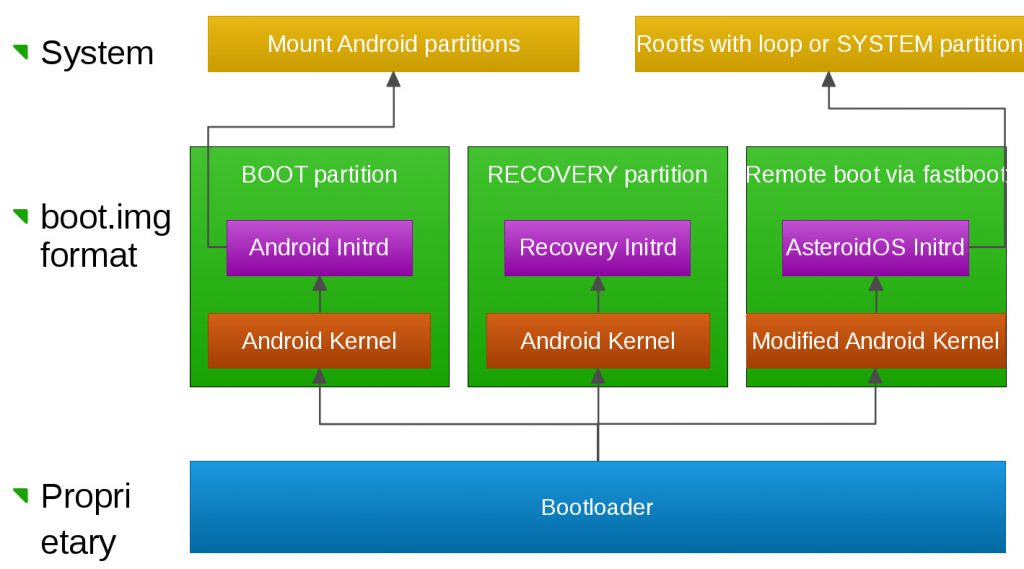 System
Mount Android partitions
Rootfs with loop or SYSTEM partition
boot.img
format
BOOT partition
RECOVERY partition
Remote boot via fastboot
Android Initrd
Recovery Initrd
AsteroidOS Initrd
Android Kernel
Android Kernel
Modified Android Kernel
Propri
etary
Bootloader